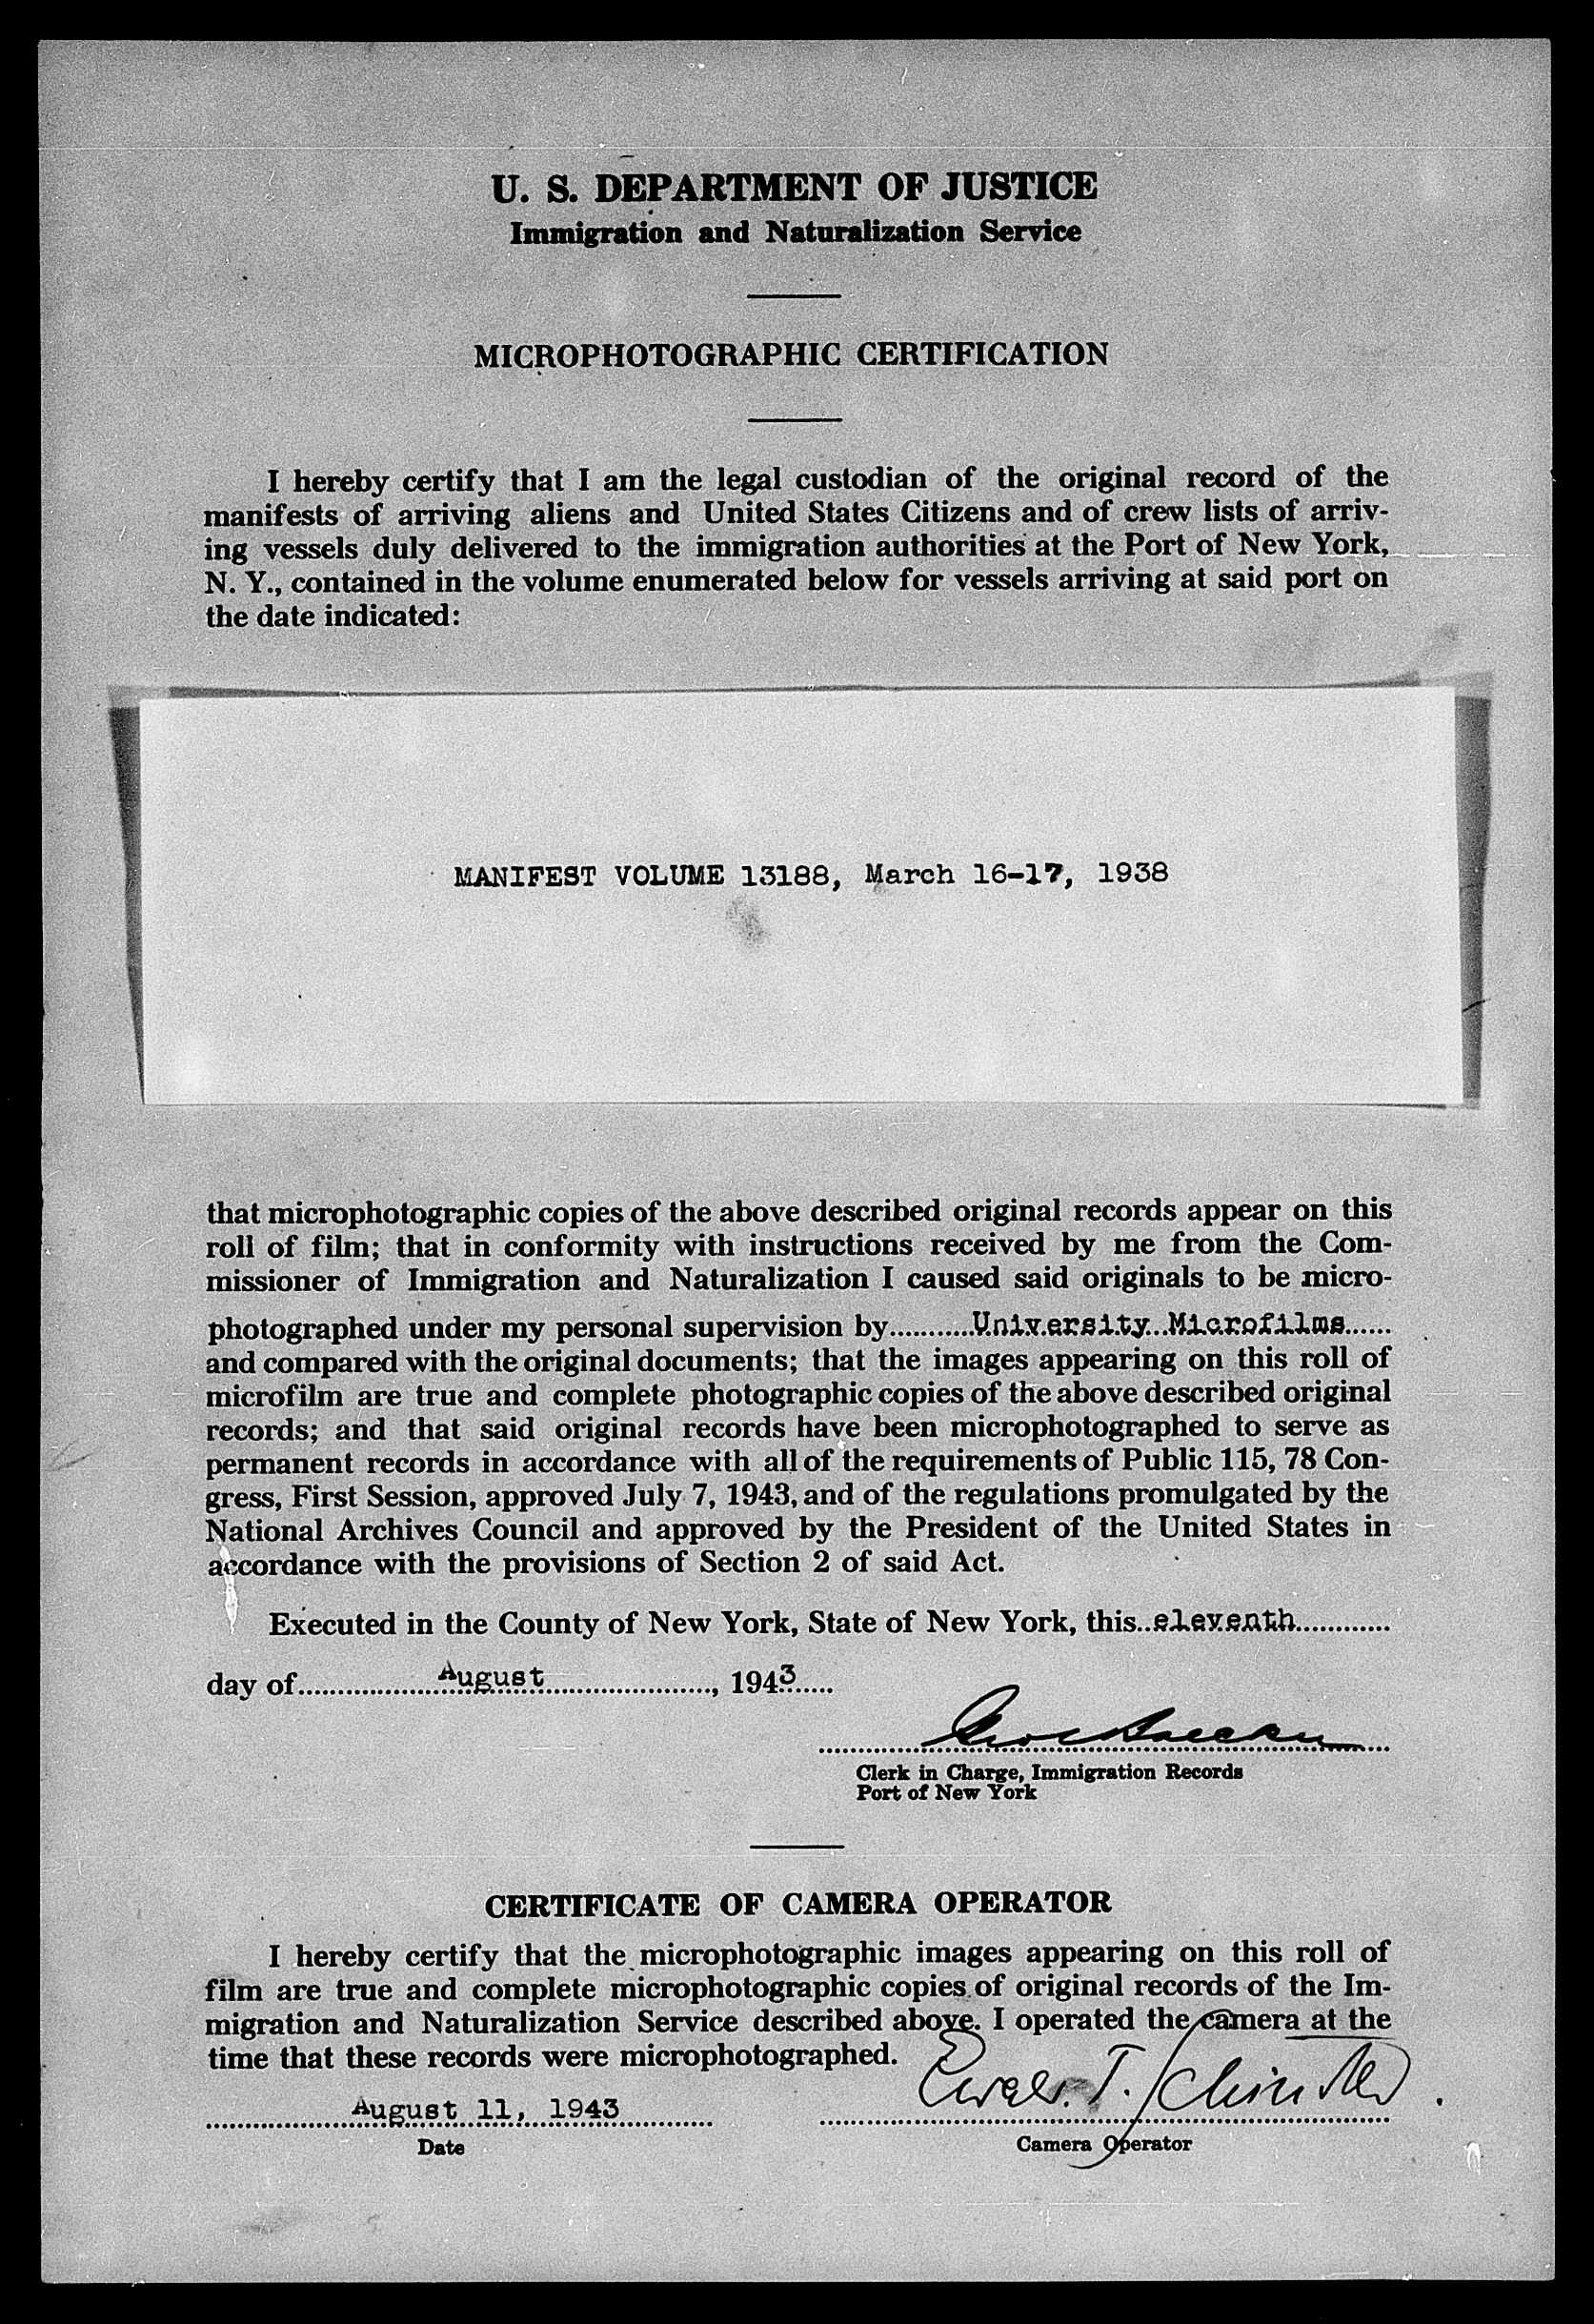 U. S. DEPARTMENT OF JUSTICE
Immigration and Naturalization Service
MICROPHOTOGRAPHIC CERTIFICATION
I hereby certify that I am the legal custodian of the original record of the
manifests of arriving aliens and United States Citizens and of crew lists of arriv-
ing vessels duly delivered to the immigration authorities at the Port of New York,
N. Y., contained in the volume enumerated below for vessels arriving at said port on
the date indicated:
MANIFEST VOLUME 13188, March 16-17, 1938
that microphotographic copies of the above described original records appear on this
roll of film; that in conformity with instructions received by me from the Com-
missioner of Immigration and Naturalization I caused said originals to be micro-
photographed under my personal supervision by...........University Microfilms......
and compared with the original documents; that the images appearing on this roll of
microfilm are true and complete photographic copies of the above described original
records; and that said original records have been microphotographed to serve as
permanent records in accordance with all of the requirements of Public 115, 78 Con-
gress, First Session, approved July 7, 1943, and of the regulations promulgated by the
National Archives Council and approved by the President of the United States in
accordance with the provisions of Section 2 of said Act.
Executed in the County of New York, State of New York, this..eleventh............
day of..................August......................, 1943......
Clerk in Charge, Immigration Records
Port of New York
CERTIFICATE OF CAMERA OPERATOR
I hereby certify that the microphotographic images appearing on this roll of
film are true and complete microphotographic copies of original records of the Im-
migration and Naturalization Service described above. I operated the camera at the
time that these records were microphotographed.
August 11, 1943
Date
Camera Operator